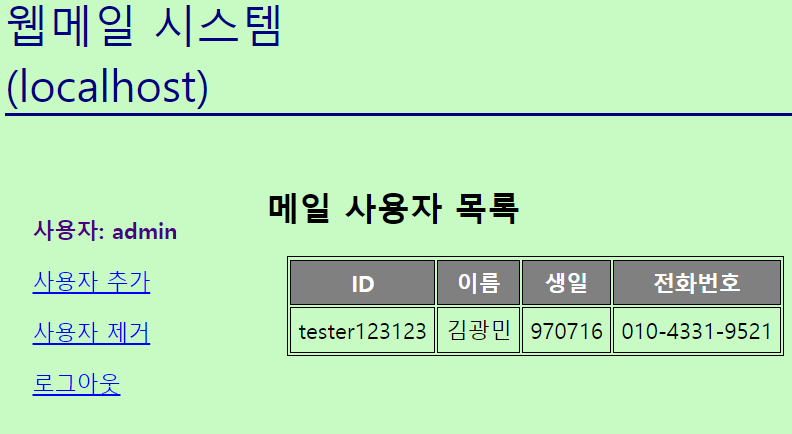 웹메일 시스템
(localhost)
사용자: admin
사용자 추가
사용자 제거
로그아웃
메일 사용자 목록
ID 이름 생일 전화번호
tester123123 김광민 970716 010-4331-9521